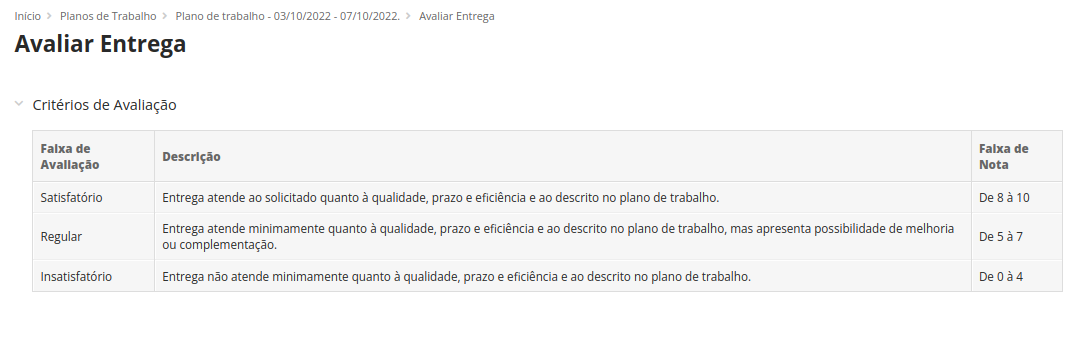 Início > Planos de Trabalho > Plano de trabalho - 03/10/2022 - 07/10/2022. > Avaliar Entrega
Avaliar Entrega
Critérios de Avaliação
Faixa de
Avaliação
Descrição
Faixa de
Nota
Satisfatório
Entrega atende ao solicitado quanto à qualidade, prazo e eficiência e ao descrito no plano de trabalho.
De 8 à 10
Regular
Entrega atende minimamente quanto à qualidade, prazo e eficiência e ao descrito no plano de trabalho, mas apresenta possibilidade de melhoria
ou complementação.
De 5 à 7
Insatisfatório
Entrega não atende minimamente quanto à qualidade, prazo e eficiência e ao descrito no plano de trabalho.
De 0 à 4